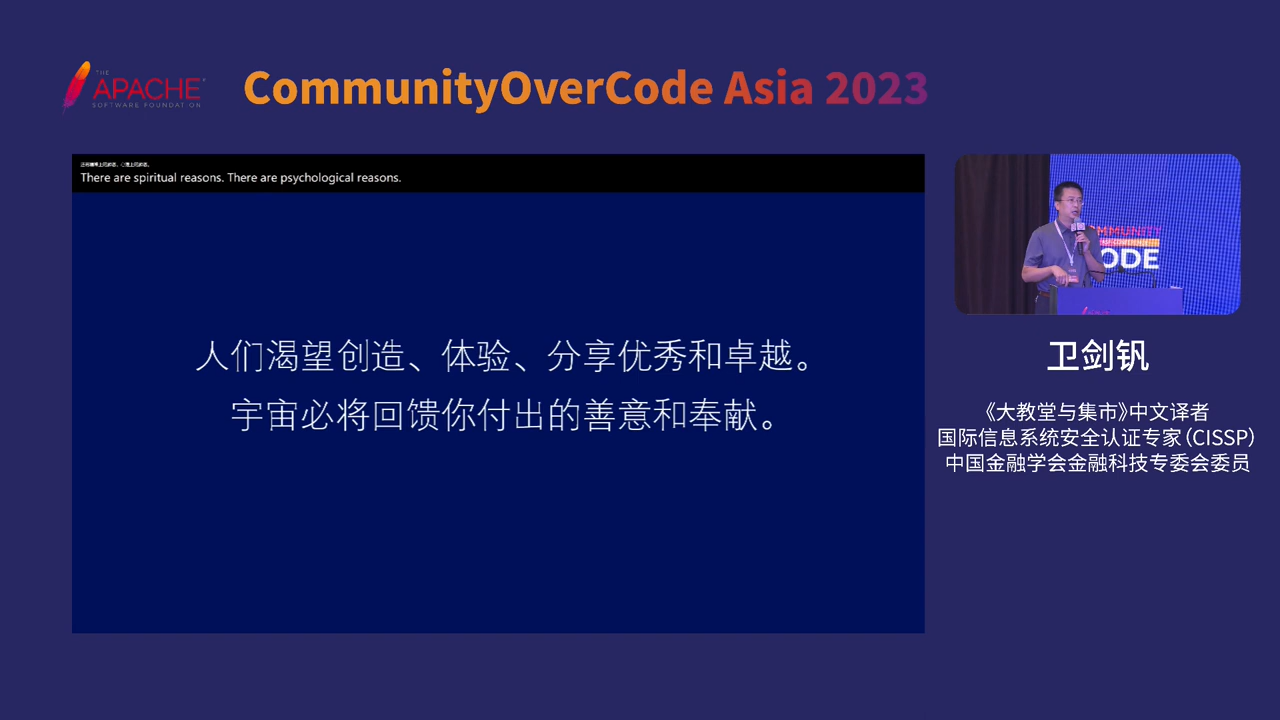 THE
APACHE
SOFTWARE FOUNDATION
CommunityOverCode Asia 2023
There are spiritual reasons. There are psychological reasons.
人们渴望创造、体验、分享优秀和卓越。
宇宙必将回馈你付出的善意和奉献。
卫剑钒
《大教堂与集市》中文译者
国际信息系统安全认证专家(CISSP)
中国金融学会金融科技专委会委员